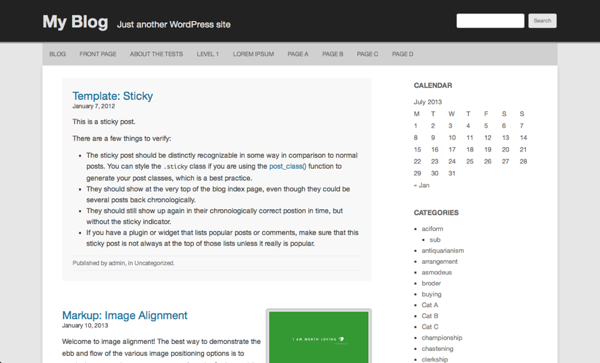 My Blog Just another WordPress site
Search
BLOG FRONT PAGE ABOUT THE TESTS LEVEL 1 LOREM IPSUM PAGE A PAGE B PAGE C PAGE D
Template: Sticky
January 7, 2012
This is a sticky post.
There are a few things to verify:
• The sticky post should be distinctly recognizable in some way in comparison to normal
posts. You can style the .sticky class if you are using the post_class() function to
generate your post classes, which is a best practice.
• They should show at the very top of the blog index page, even though they could be
several posts back chronologically.
• They should still show up again in their chronologically correct postion in time, but
without the sticky indicator.
• If you have a plugin or widget that lists popular posts or comments, make sure that this
sticky post is not always at the top of those lists unless it really is popular.
Published by admin, in Uncategorized.
Markup: Image Alignment
January 10, 2013
Welcome to image alignment! The best way to demonstrate the
ebb and flow of the various image positioning options is to
I AM WORTH LOVING
CALENDAR
July 2013
M T W T F S S
1 2 3 4 5 6 7
8 9 10 11 12 13 14
15 16 17 18 19 20 21
22 23 24 25 26 27 28
29 30 31
« Jan
CATEGORIES
• aciform
• sub
• antiquarianism
• arrangement
• asmodeus
• broder
• buying
• Cat A
• Cat B
• Cat C
• championship
• chastening
• clerkship